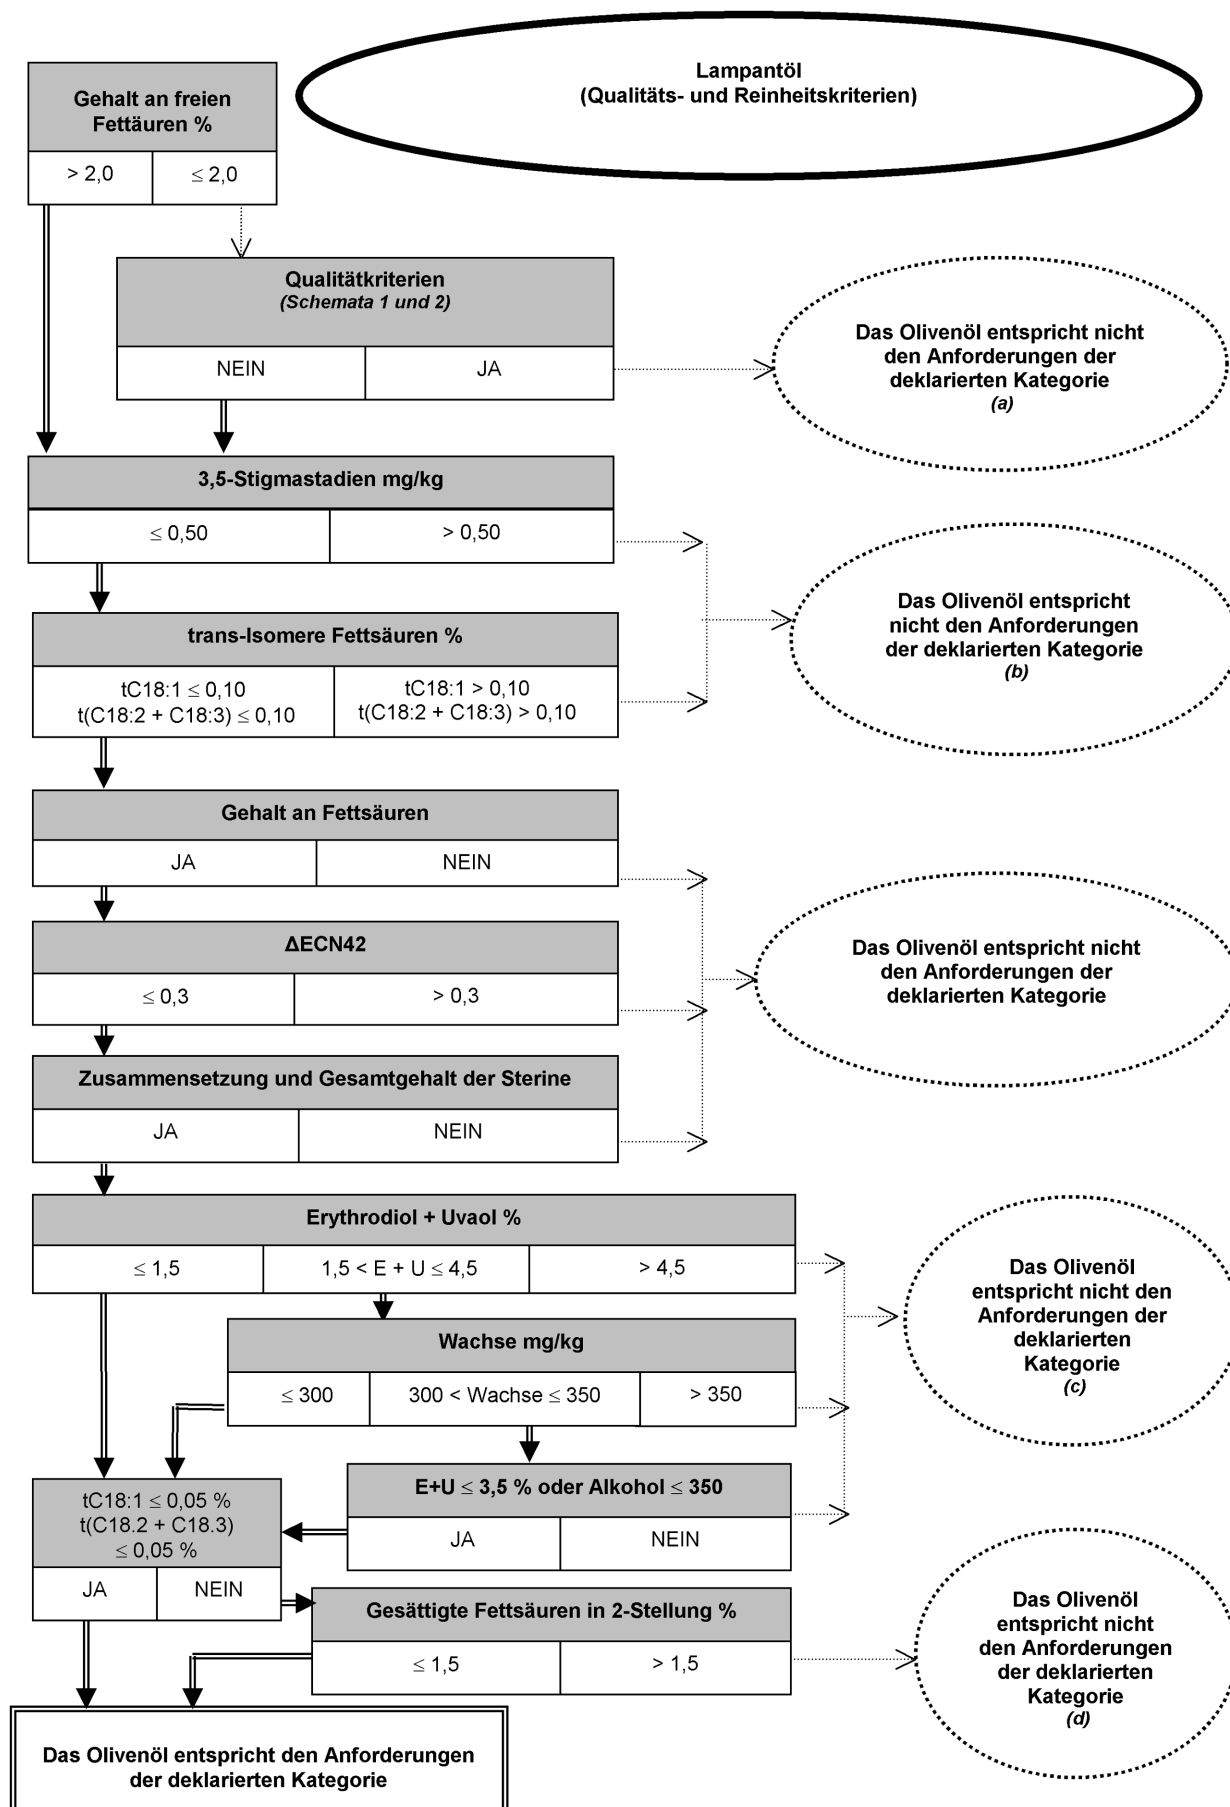 Lampantöl
(Qualitäts- und Reinheitskriterien)
Gehalt an freien
Fettäuren %
> 2,0
≤ 2,0
Qualitätkriterien
(Schemata 1 und 2)
NEIN
JA
Das Olivenöl entspricht nicht
den Anforderungen der
deklarierten Kategorie
(a)
3,5-Stigmastadien mg/kg
≤ 0,50
> 0,50
Das Olivenöl entspricht
nicht den Anforderungen
der deklarierten Kategorie
(b)
trans-Isomere Fettsäuren %
tC18:1 ≤ 0,10
t(C18:2 + C18:3) ≤ 0,10
tC18:1 > 0,10
t(C18:2 + C18:3) > 0,10
Gehalt an Fettsäuren
JA
NEIN
ΔECN42
≤ 0,3
> 0,3
Das Olivenöl entspricht nicht
den Anforderungen der
deklarierten Kategorie
Zusammensetzung und Gesamtgehalt der Sterine
JA
NEIN
Erythrodiol + Uvaol %
≤ 1,5
1,5 < E + U ≤ 4,5
> 4,5
Das Olivenöl
entspricht nicht den
Anforderungen der
deklarierten
Kategorie
(c)
Wachse mg/kg
≤ 300
300 < Wachse ≤ 350
> 350
E+U ≤ 3,5 % oder Alkohol ≤ 350
JA
NEIN
tC18:1 ≤ 0,05 %
t(C18.2 + C18.3)
≤ 0,05 %
JA
NEIN
Gesättigte Fettsäuren in 2-Stellung %
≤ 1,5
> 1,5
Das Olivenöl
entspricht nicht
den Anforderungen
der deklarierten
Kategorie
(d)
Das Olivenöl entspricht den Anforderungen
der deklarierten Kategorie